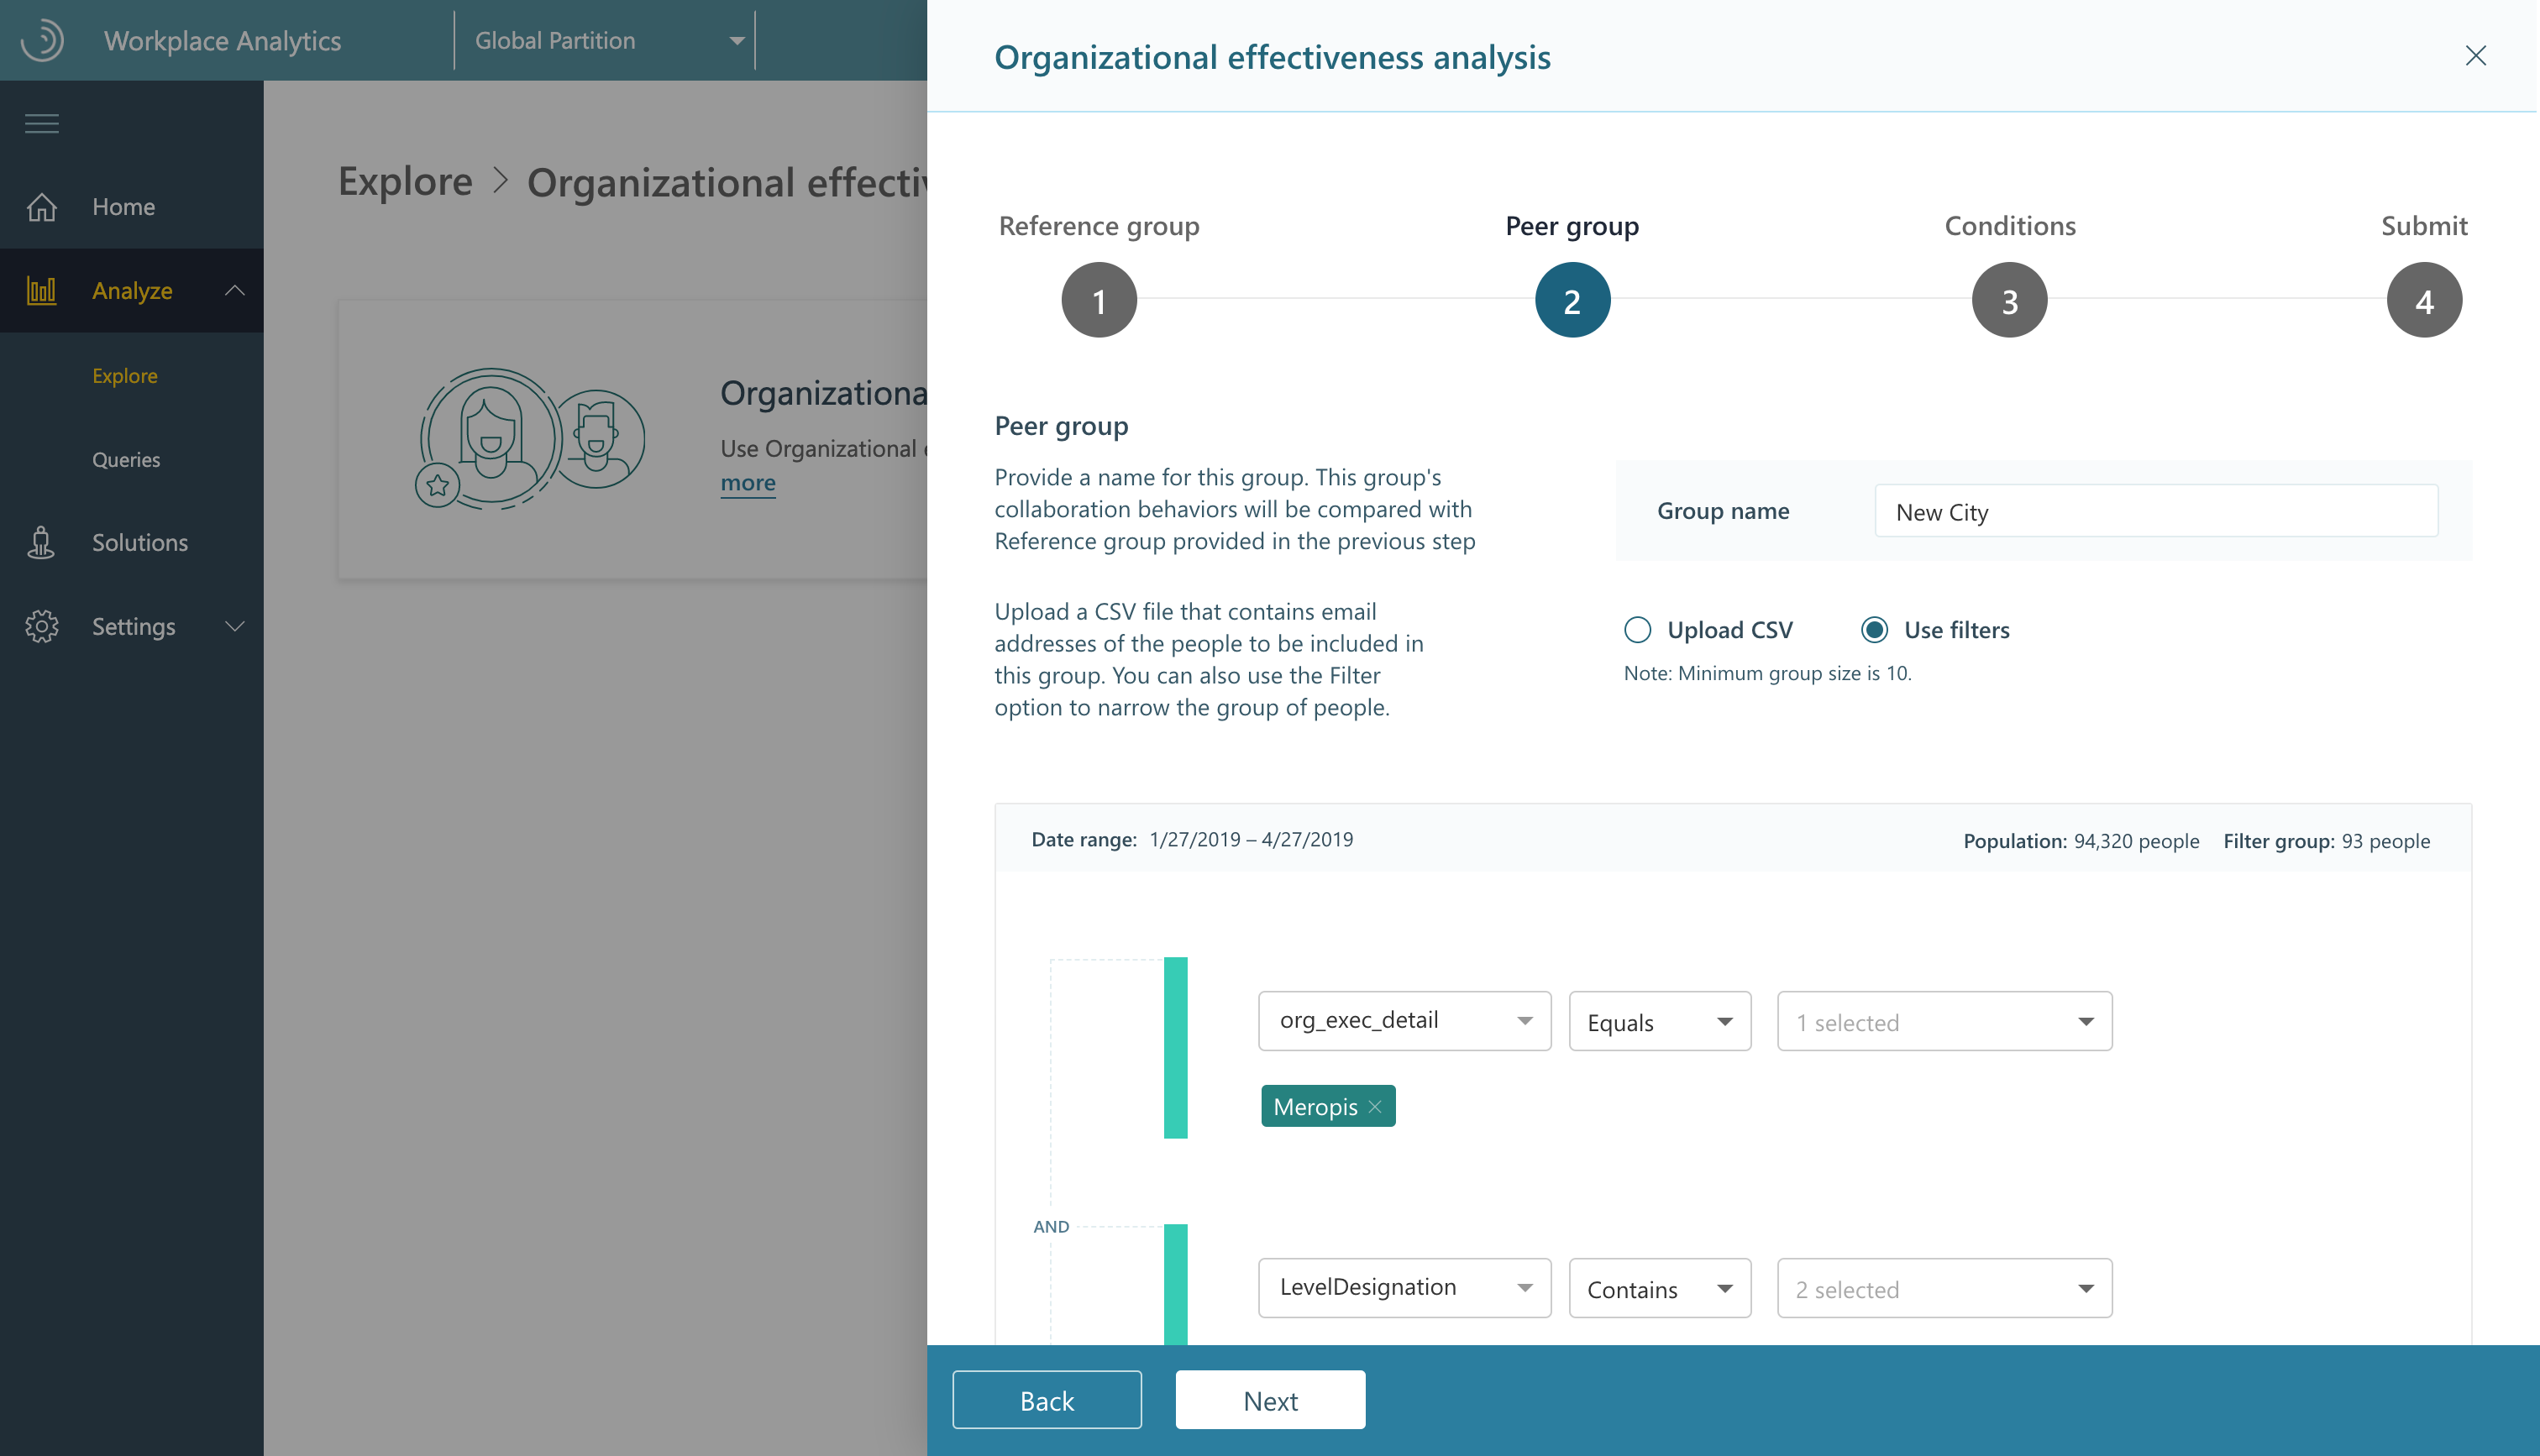 Workplace Analytics
Global Partition
Home
Analyze
Explore
Queries
Solutions
Settings
Explore > Organizational effectiv
Organizationa
Use Organizational
more
Organizational effectiveness analysis
Reference group
Peer group
Conditions
Submit
1
2
3
4
Peer group
Provide a name for this group. This group's
collaboration behaviors will be compared with
Reference group provided in the previous step
Upload a CSV file that contains email
addresses of the people to be included in
this group. You can also use the Filter
option to narrow the group of people.
Group name
New City
Upload CSV
Use filters
Note: Minimum group size is 10.
Date range: 1/27/2019 – 4/27/2019
Population: 94,320 people
Filter group: 93 people
org_exec_detail
Equals
1 selected
Meropis
AND
LevelDesignation
Contains
2 selected
Back
Next